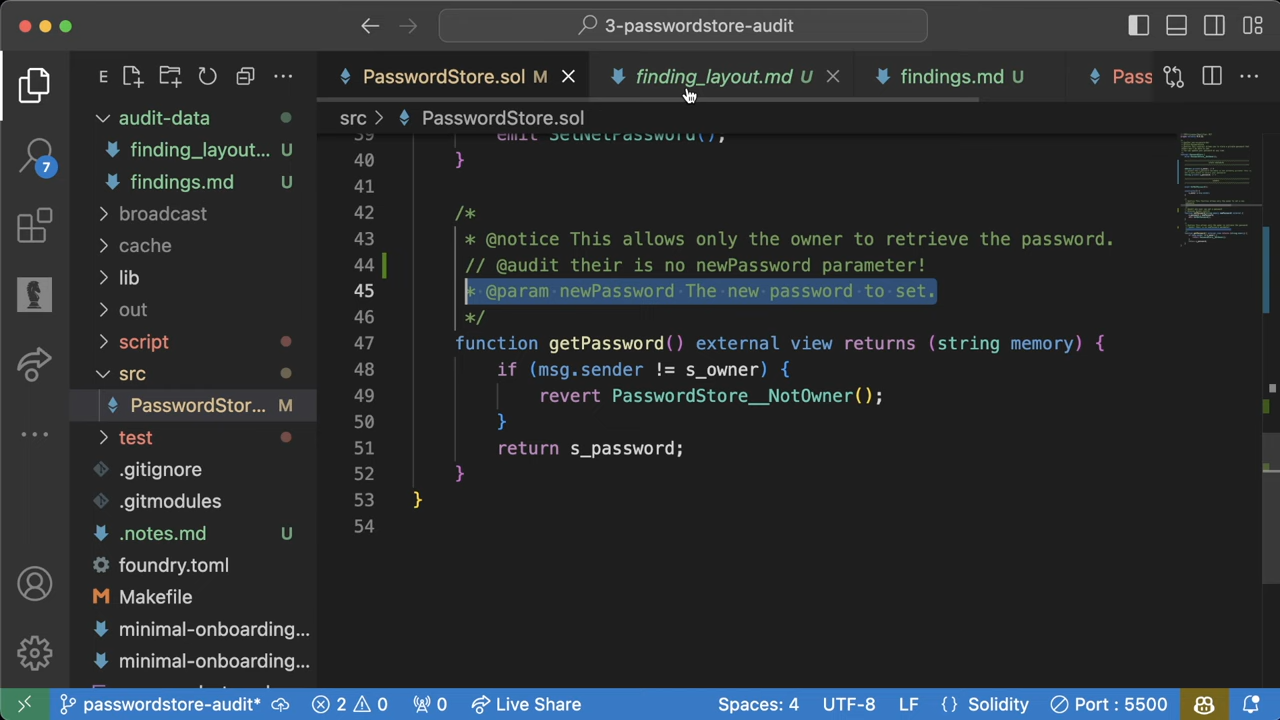 3-passwordstore-audit
E
PasswordStore.sol M
finding_layout.md U
findings.md U
Pass
src > PasswordStore.sol
audit-data
finding_layout... U
findings.md U
broadcast
cache
lib
out
script
src
PasswordStor... M
test
.gitignore
.gitmodules
.notes.md U
foundry.toml
Makefile
minimal-onboarding...
minimal-onboarding...
7
39 emit SetNetPassword();
40 }
41
42 /*
43 * @notice This allows only the owner to retrieve the password.
44 // @audit their is no newPassword parameter!
45 * @param newPassword The new password to set.
46 */
47 function getPassword() external view returns (string memory) {
48 if (msg.sender != s_owner) {
49 revert PasswordStore__NotOwner();
50 }
51 return s_password;
52 }
53 }
54
passwordstore-audit* 2 0 0 Live Share Spaces: 4 UTF-8 LF {} Solidity Port : 5500